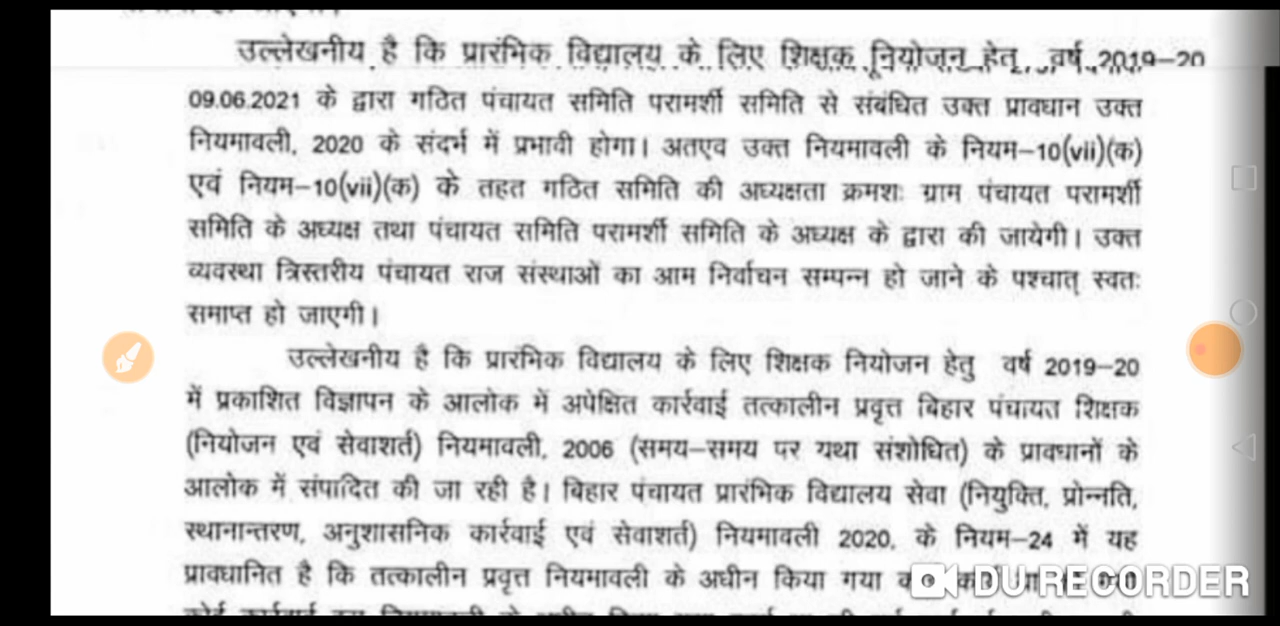 उल्लेखनीय है कि प्रारंभिक विद्यालय के लिए शिक्षक नियोजन हेतु वर्ष 2019–20
09.06.2021 के द्वारा गठित पंचायत समिति परामर्शी समिति से संबंधित उक्त प्रावधान उक्त
नियमावली, 2020 के संदर्भ में प्रभावी होगा। अतएव उक्त नियमावली के नियम–10(vii)(क)
एवं नियम–10(vii)(क) के तहत गठित समिति की अध्यक्षता क्रमशः ग्राम पंचायत परामर्शी
समिति के अध्यक्ष तथा पंचायत समिति परामर्शी समिति के अध्यक्ष के द्वारा की जायेगी। उक्त
व्यवस्था त्रिस्तरीय पंचायत राज संस्थाओं का आम निर्वाचन सम्पन्न हो जाने के पश्चात् स्वतः
समाप्त हो जाएगी।
उल्लेखनीय है कि प्रारंभिक विद्यालय के लिए शिक्षक नियोजन हेतु वर्ष 2019–20
में प्रकाशित विज्ञापन के आलोक में अपेक्षित कार्रवाई तत्कालीन प्रवृत्त बिहार पंचायत शिक्षक
(नियोजन एवं सेवाशर्त) नियमावली, 2006 (समय–समय पर यथा संशोधित) के प्रावधानों के
आलोक में संपादित की जा रही है। बिहार पंचायत प्रारंभिक विद्यालय सेवा (नियुक्ति, प्रोन्नति,
स्थानान्तरण, अनुशासनिक कार्रवाई एवं सेवाशर्त) नियमावली 2020, के नियम–24 में यह
प्रावधानित है कि तत्कालीन प्रवृत्त नियमावली के अधीन किया गया
DU RECORDER